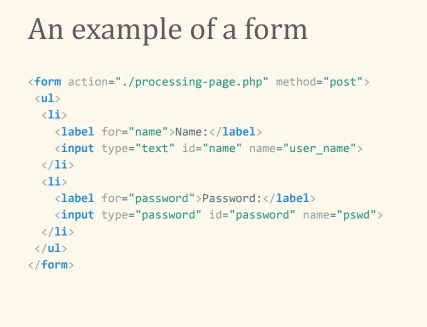 An example of a form
<form action="./processing-page.php" method="post">
<ul>
<li>
<label for="name">Name:</label>
<input type="text" id="name" name="user_name">
</li>
<li>
<label for="password">Password:</label>
<input type="password" id="password" name="pswd">
</li>
</ul>
</form>